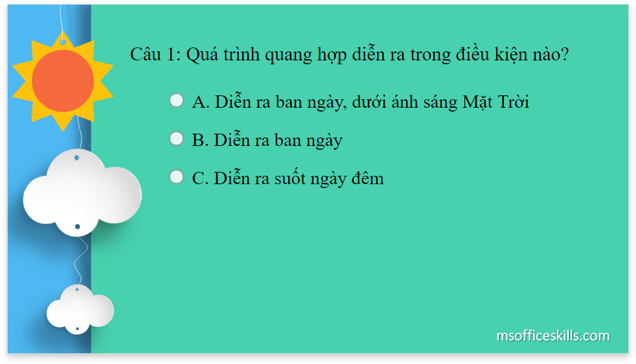 Câu 1: Quá trình quang hợp diễn ra trong điều kiện nào?
A. Diễn ra ban ngày, dưới ánh sáng Mặt Trời
B. Diễn ra ban ngày
C. Diễn ra suốt ngày đêm
msofficeskills.com